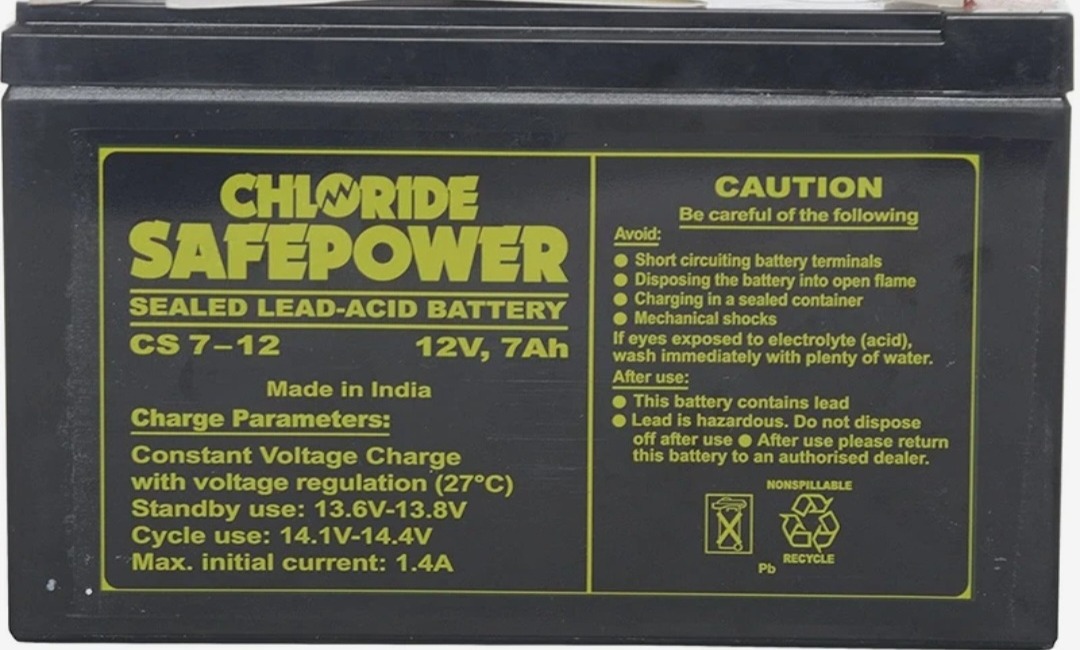 CHLORIDE
SAFEPOWER
SEALED LEAD-ACID BATTERY
CS 7–12 12V, 7Ah
Made in India
Charge Parameters:
Constant Voltage Charge
with voltage regulation (27°C)
Standby use: 13.6V-13.8V
Cycle use: 14.1V-14.4V
Max. initial current: 1.4A
CAUTION
Be careful of the following
Avoid:
● Short circuiting battery terminals
● Disposing the battery into open flame
● Charging in a sealed container
● Mechanical shocks
If eyes exposed to electrolyte (acid),
wash immediately with plenty of water.
After use:
● This battery contains lead
● Lead is hazardous. Do not dispose
off after use ● After use please return
this battery to an authorised dealer.
NONSPILLABLE
RECYCLE
Pb